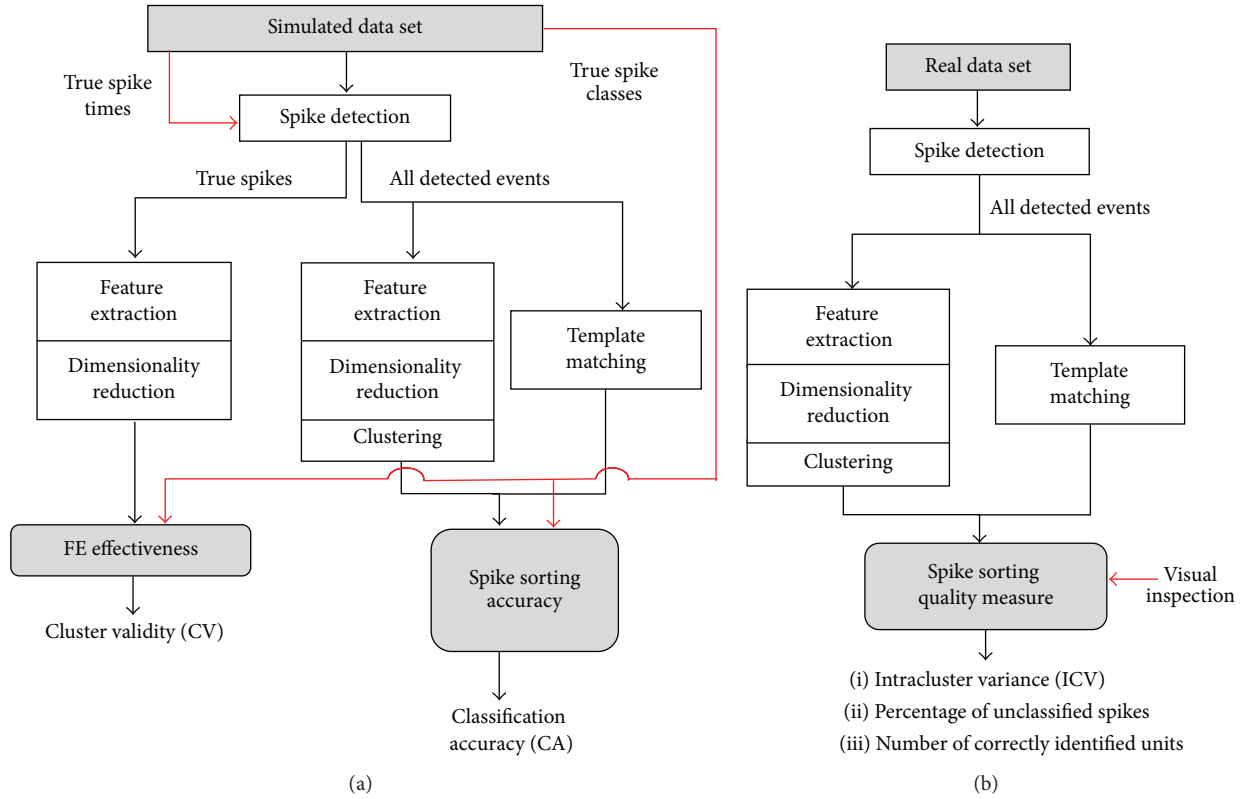 Simulated data set
True spike
times
True spike
classes
Spike detection
True spikes
All detected events
Feature
extraction
Dimensionality
reduction
Feature
extraction
Dimensionality
reduction
Clustering
Template
matching
FE effectiveness
Cluster validity (CV)
Spike sorting
accuracy
Classification
accuracy (CA)
(a)
Real data set
Spike detection
All detected events
Feature
extraction
Dimensionality
reduction
Clustering
Template
matching
Spike sorting
quality measure
Visual
inspection
(i) Intracluster variance (ICV)
(ii) Percentage of unclassified spikes
(iii) Number of correctly identified units
(b)